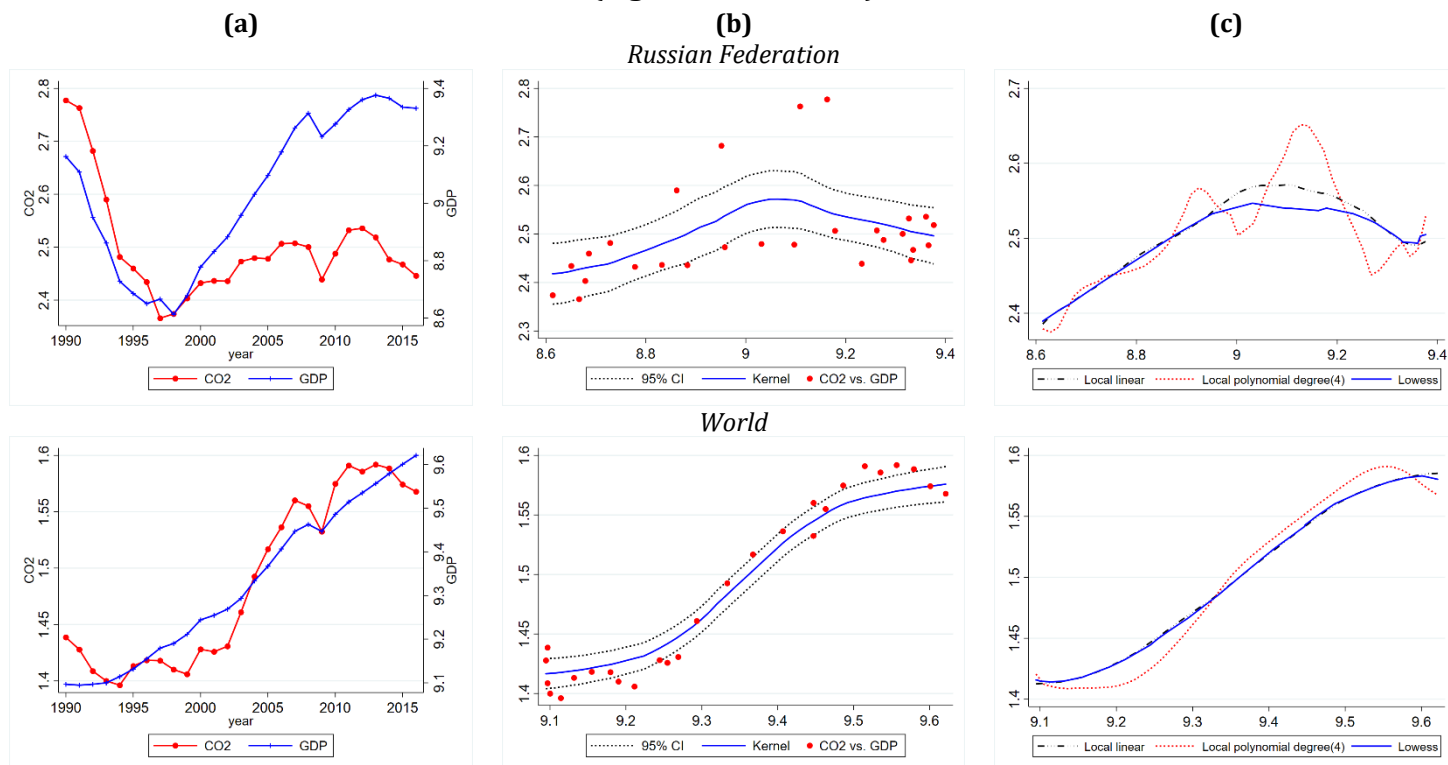 (a) (b) (c)
Russian Federation
2.8
2.7
2.6
2.5
2.4
CO2
9.4
9.2
9
8.8
8.6
GDP
1990 1995 2000 2005 2010 2015
year
CO2 GDP
2.8
2.7
2.6
2.5
2.4
2.3
8.6 8.8 9 9.2 9.4
95% CI Kernel CO2 vs. GDP
2.7
2.6
2.5
2.4
8.6 8.8 9 9.2 9.4
Local linear Local polynomial degree(4) Lowess
World
1.6
1.55
1.5
1.45
1.4
CO2
9.6
9.5
9.4
9.3
9.2
9.1
GDP
1990 1995 2000 2005 2010 2015
year
CO2 GDP
1.6
1.55
1.5
1.45
1.4
9.1 9.2 9.3 9.4 9.5 9.6
95% CI Kernel CO2 vs. GDP
1.6
1.55
1.5
1.45
1.4
9.1 9.2 9.3 9.4 9.5 9.6
Local linear Local polynomial degree(4) Lowess